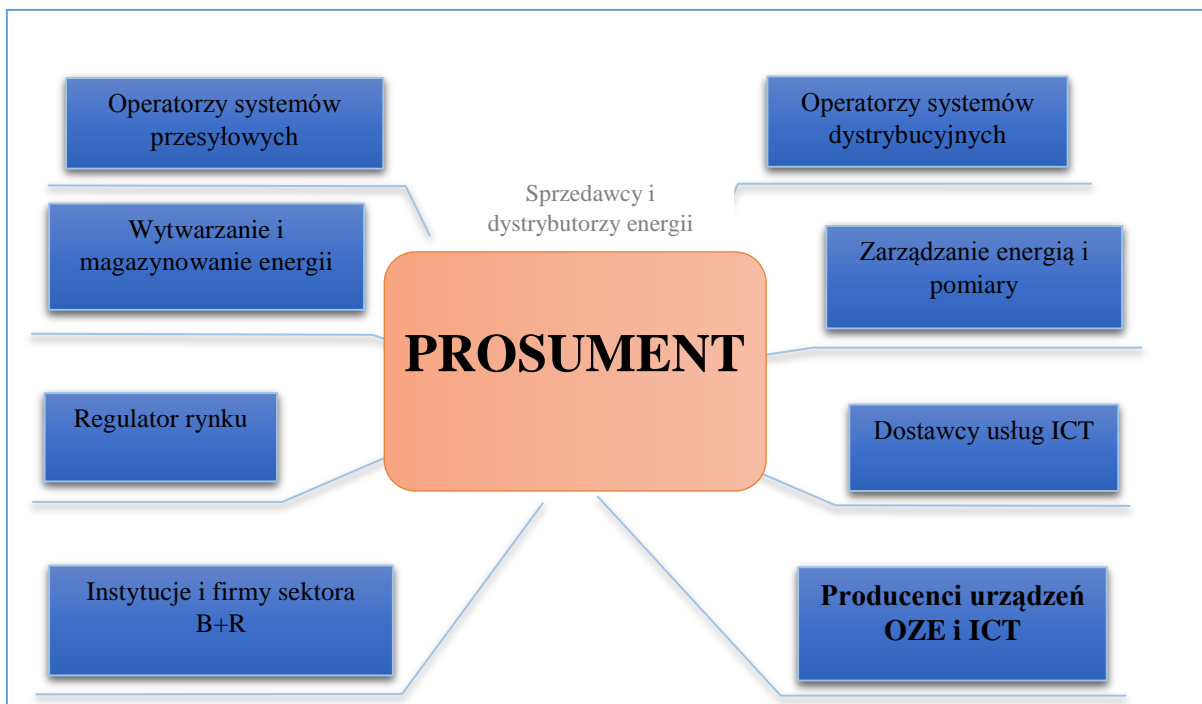 Operatorzy systemów
przesyłowych
Operatorzy systemów
dystrybucyjnych
Sprzedawcy i
dystrybutorzy energii
Wytwarzanie i
magazynowanie energii
Zarządzanie energią i
pomiary
PROSUMENT
Regulator rynku
Dostawcy usług ICT
Instytucje i firmy sektora
B+R
Producenci urządzeń
OZE i ICT